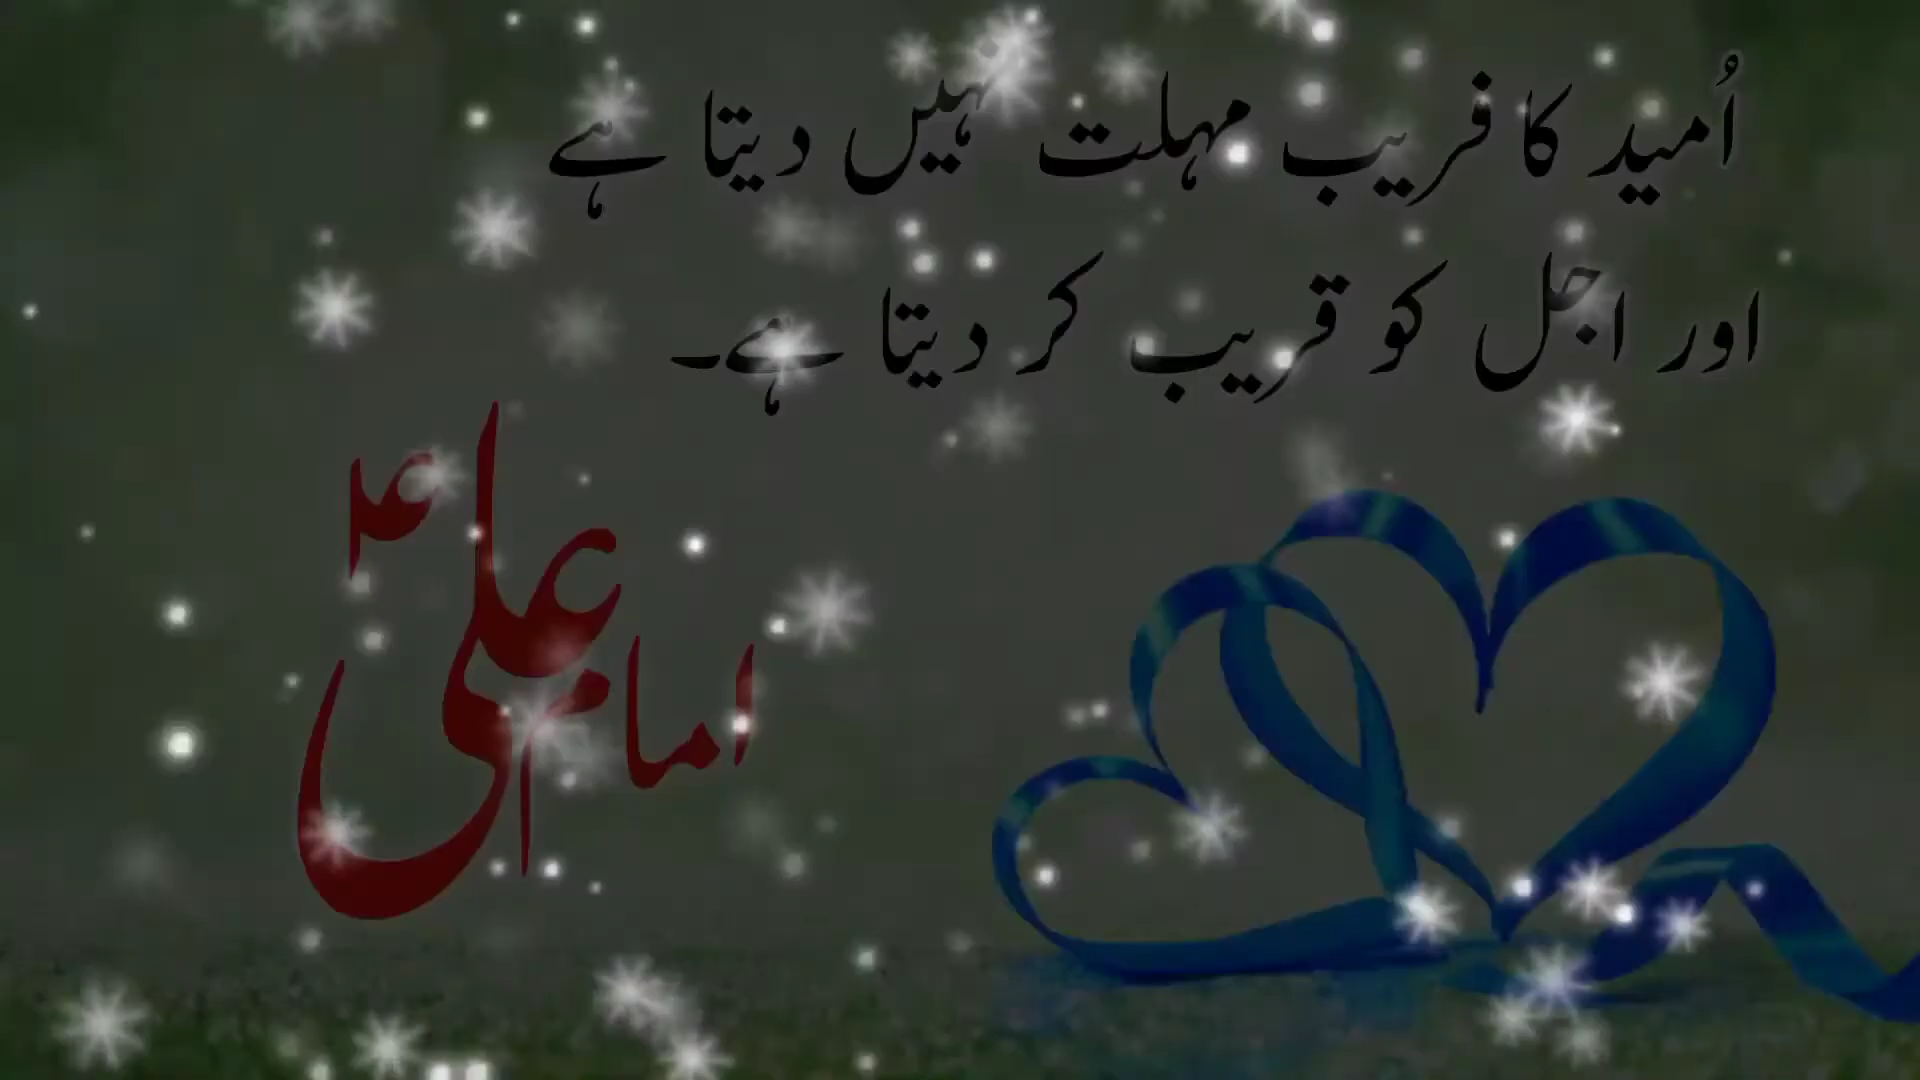 اُمید کا فریب مہلت نہیں دیتا ہے
اور اجل کو قریب کر دیتا ہے۔
امام علیؑ